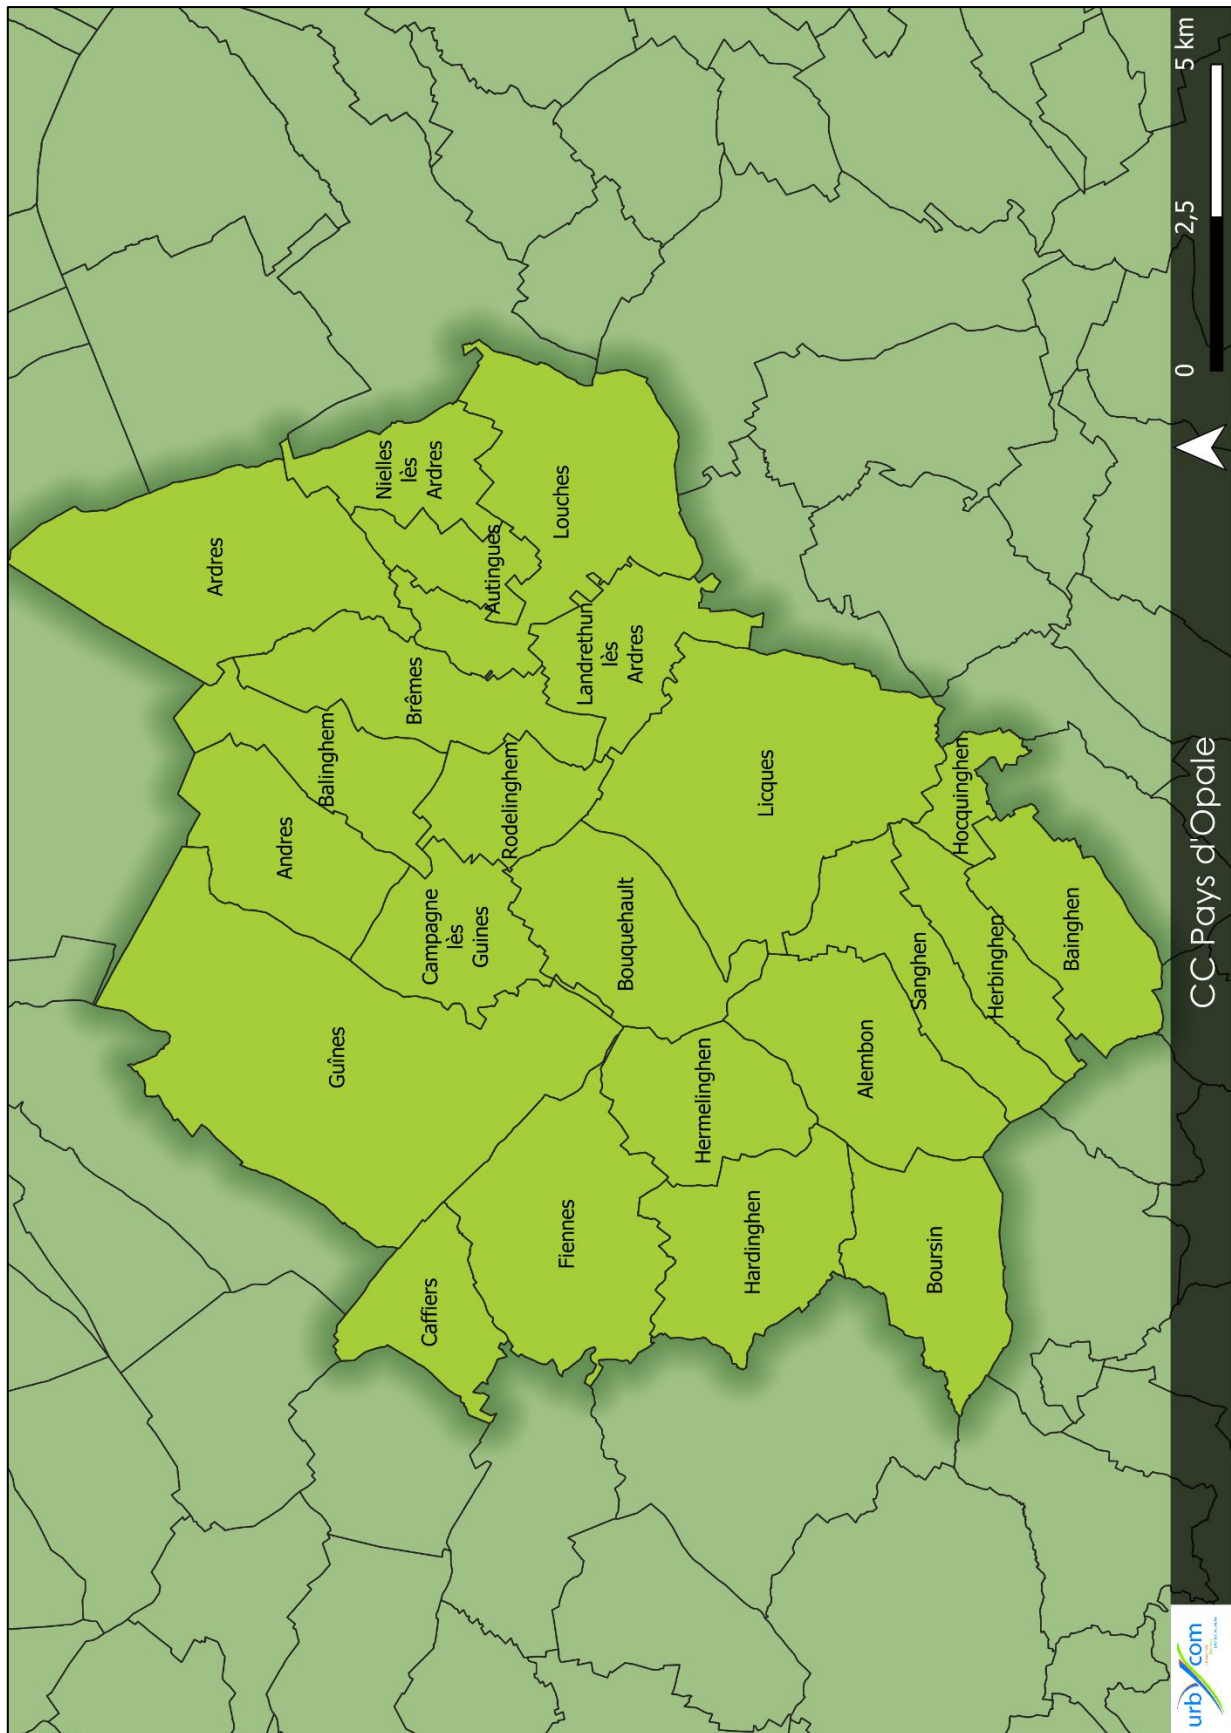 Ardres
Nielles
lès
Ardres
Autingues
Louches
Brêmes
Landrethun
lès
Ardres
Balinghem
Andres
Rodelinghem
Campagne
lès
Guines
Guînes
Bouquehault
Licques
Hocquinghen
Caffiers
Fiennes
Hermelinghen
Hardinghen
Alembon
Sanghen
Herbinghen
Bainghen
Boursin
urbycom
CC Pays d'Opale
0 2,5 5 km